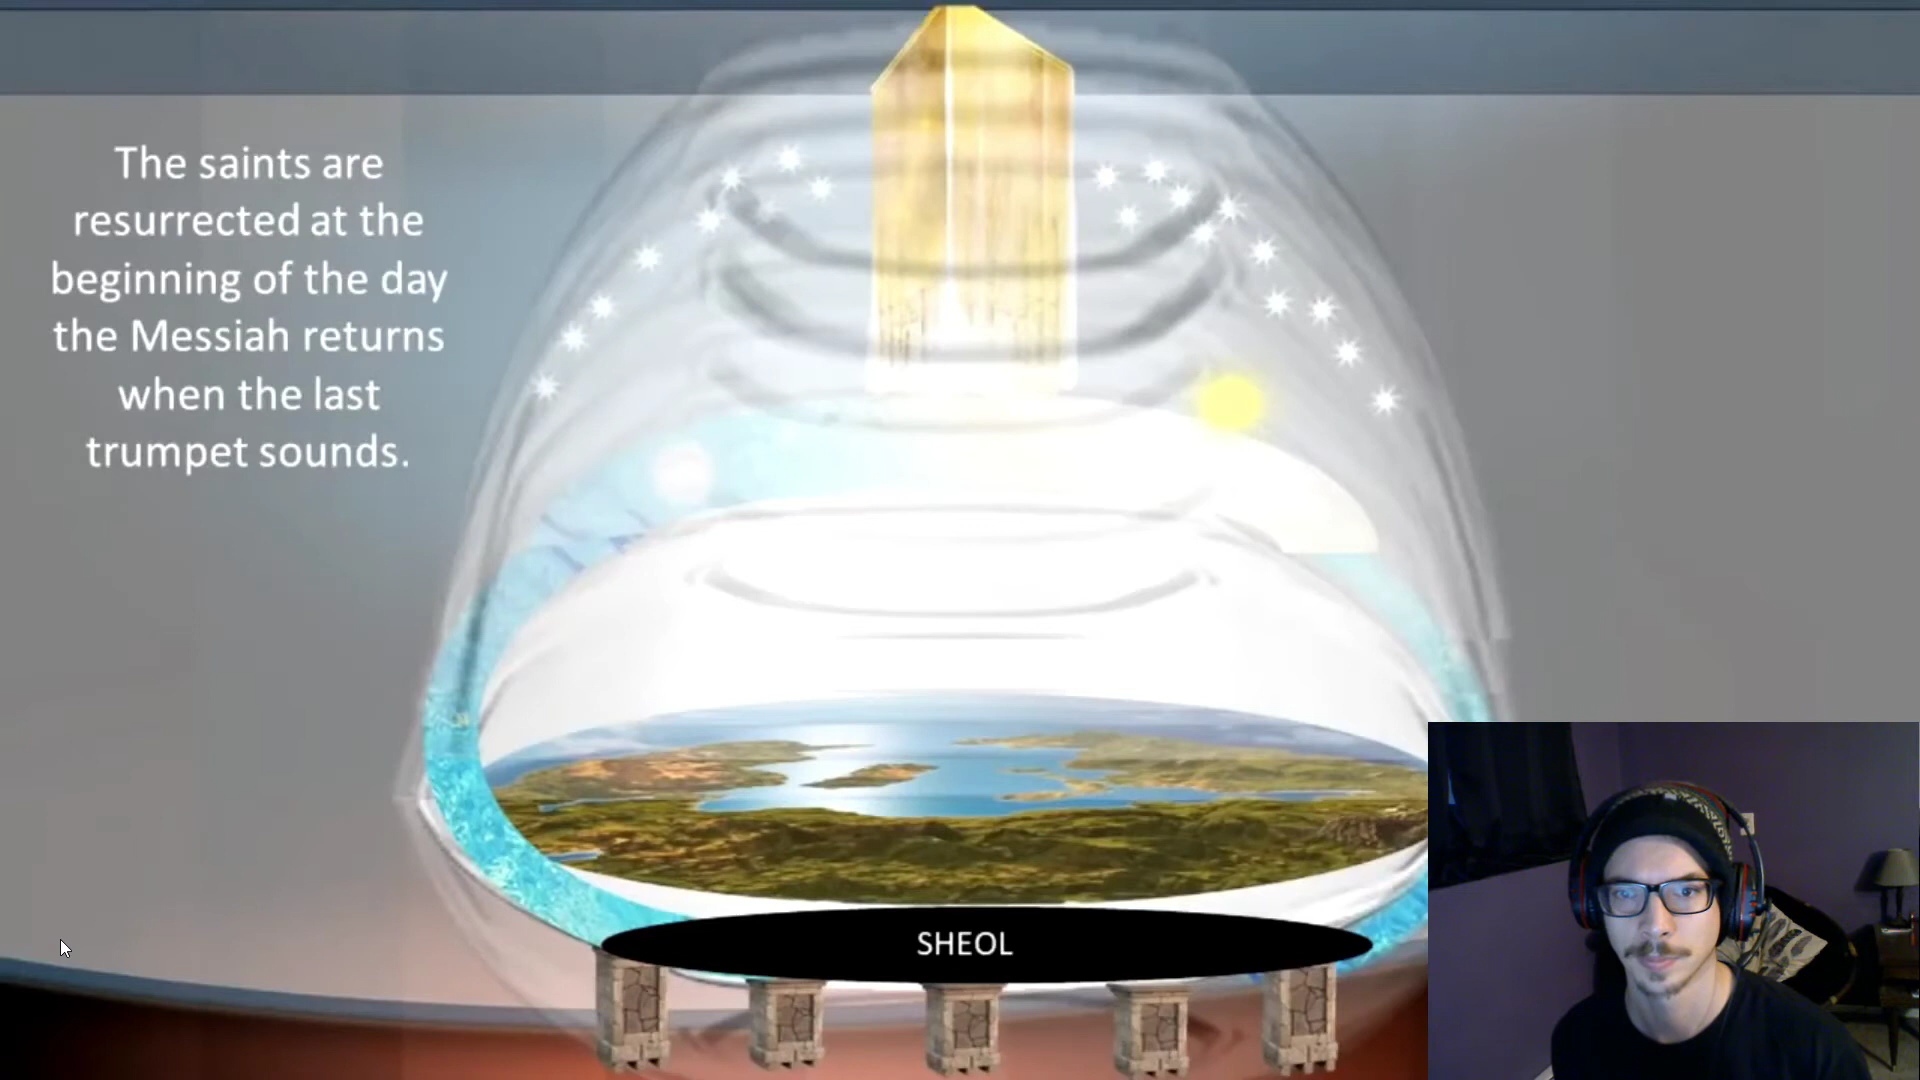 The saints are
resurrected at the
beginning of the day
the Messiah returns
when the last
trumpet sounds.
SHEOL